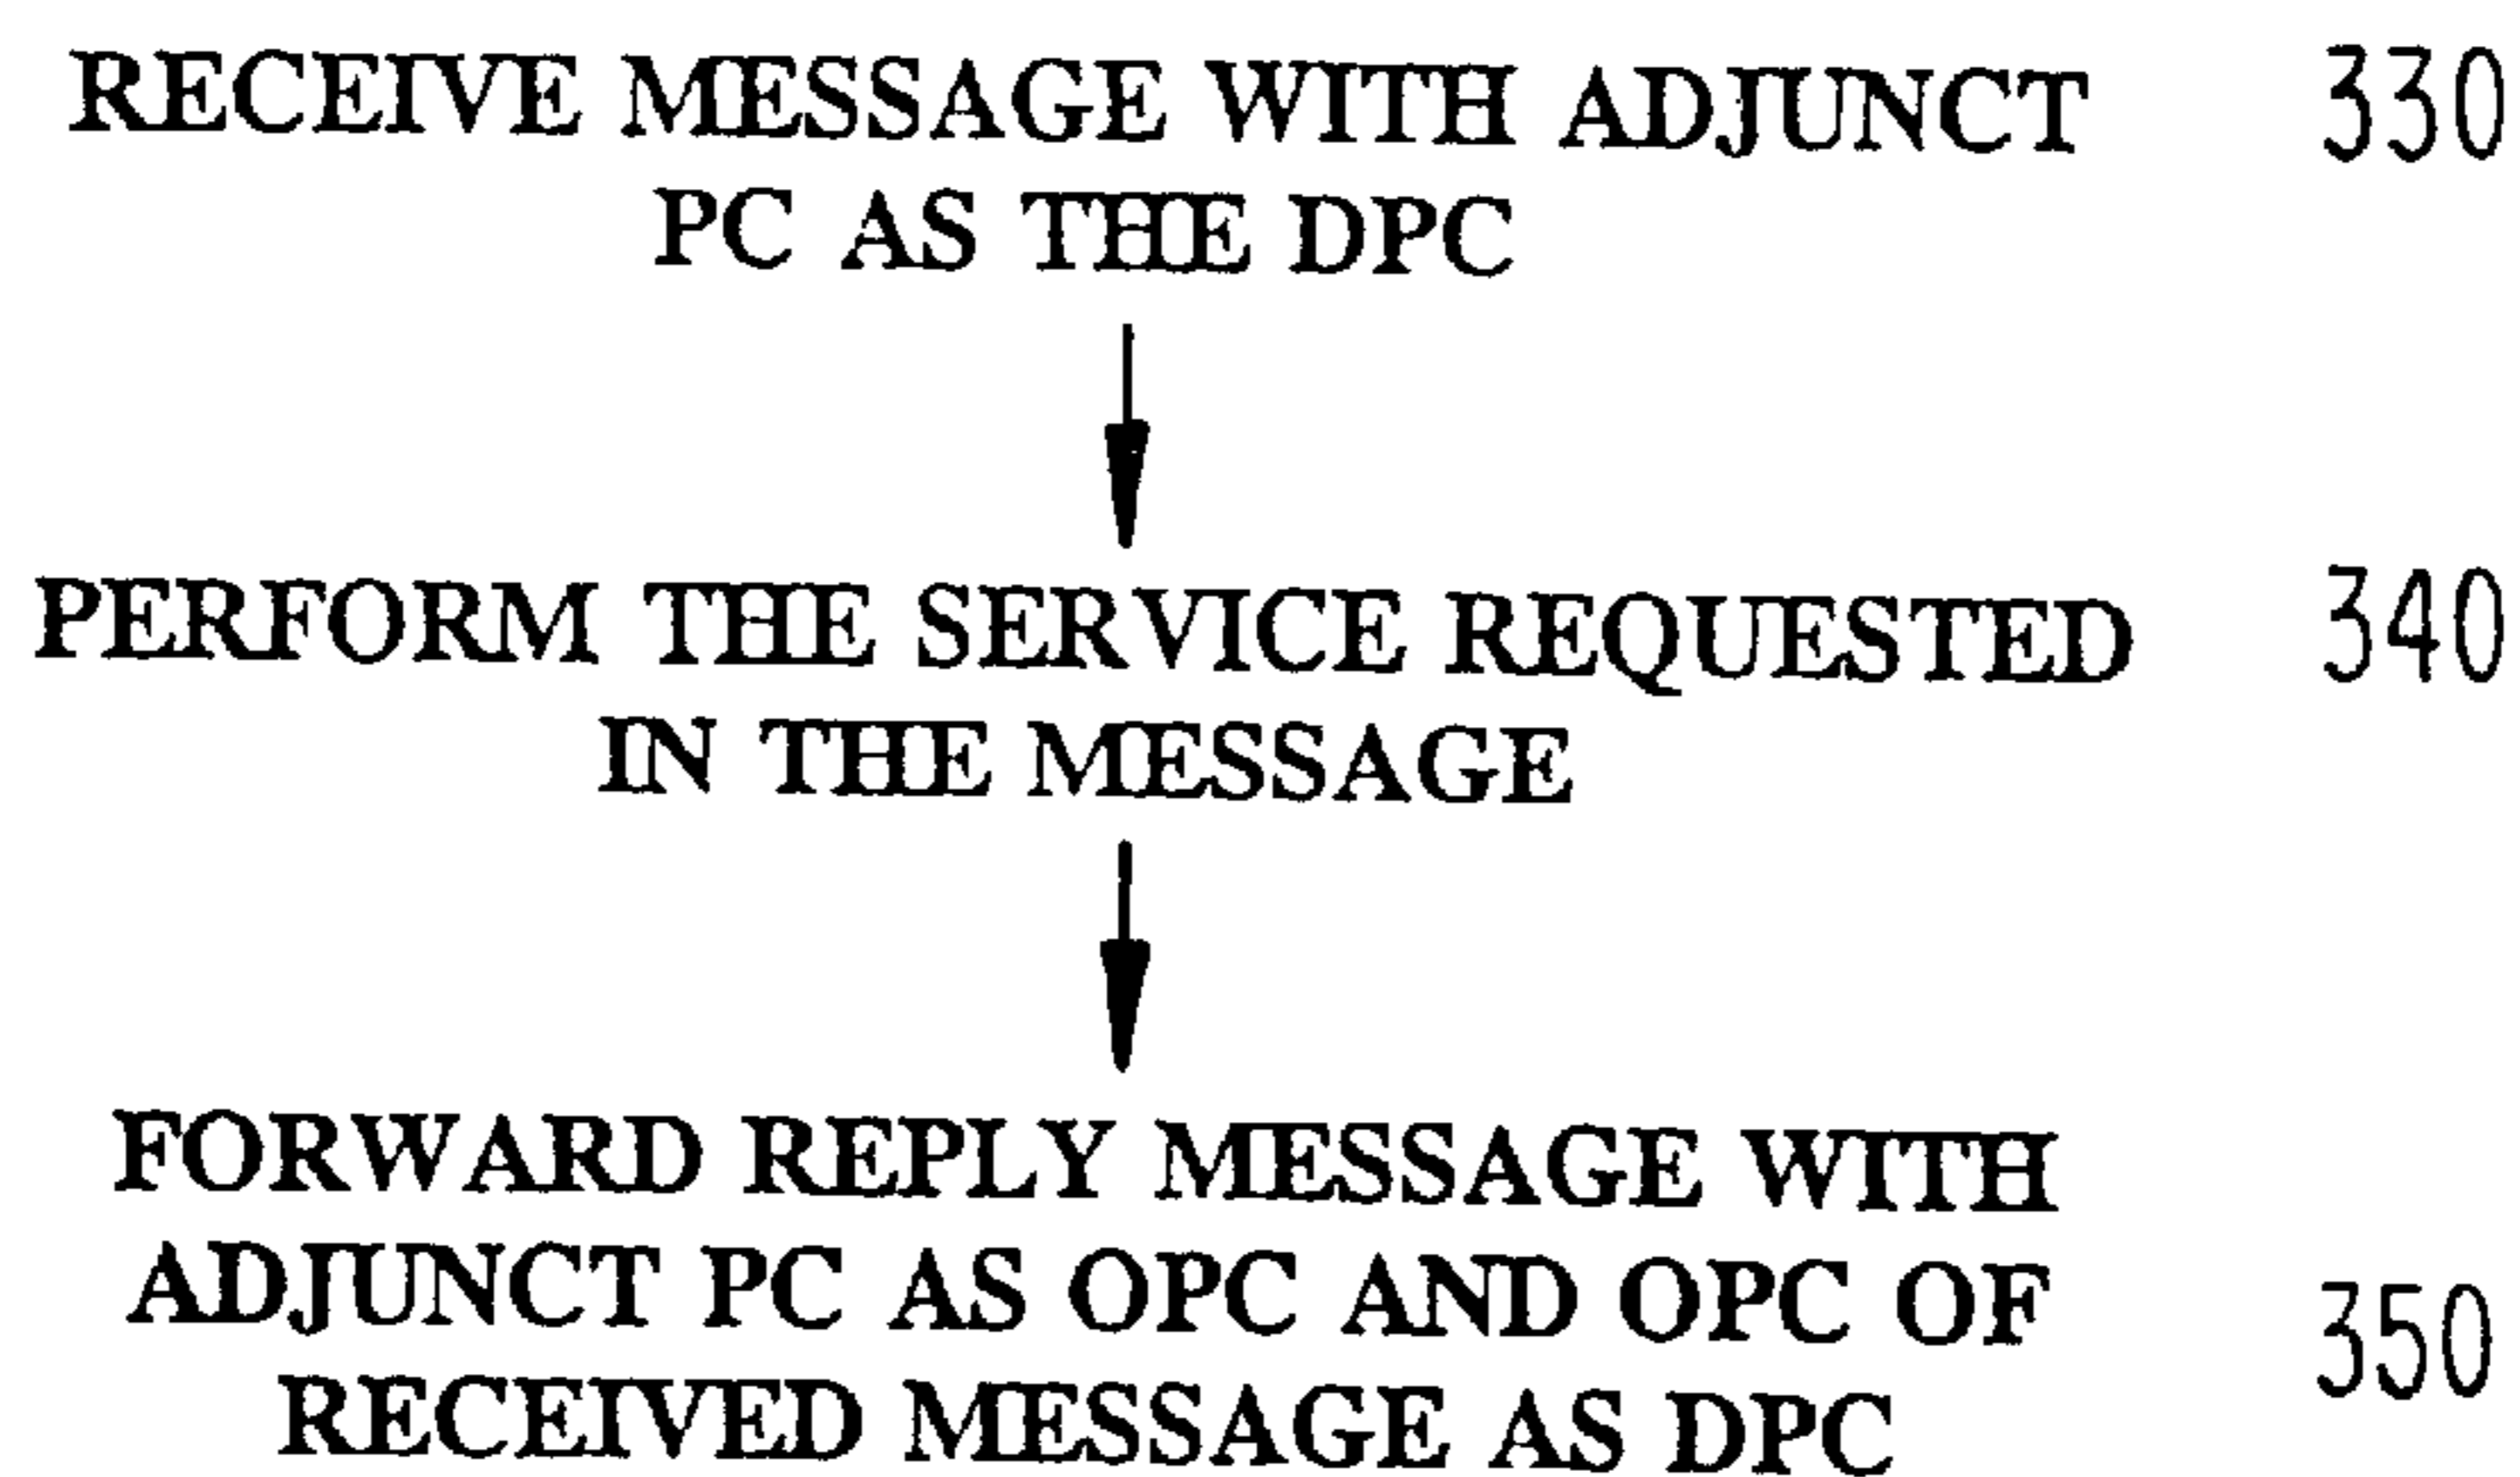 RECEIVE MESSAGE WITH ADJUNCT 330
PC AS THE DPC
PERFORM THE SERVICE REQUESTED 340
IN THE MESSAGE
FORWARD REPLY MESSAGE WITH
ADJUNCT PC AS OPC AND OPC OF 350
RECEIVED MESSAGE AS DPC